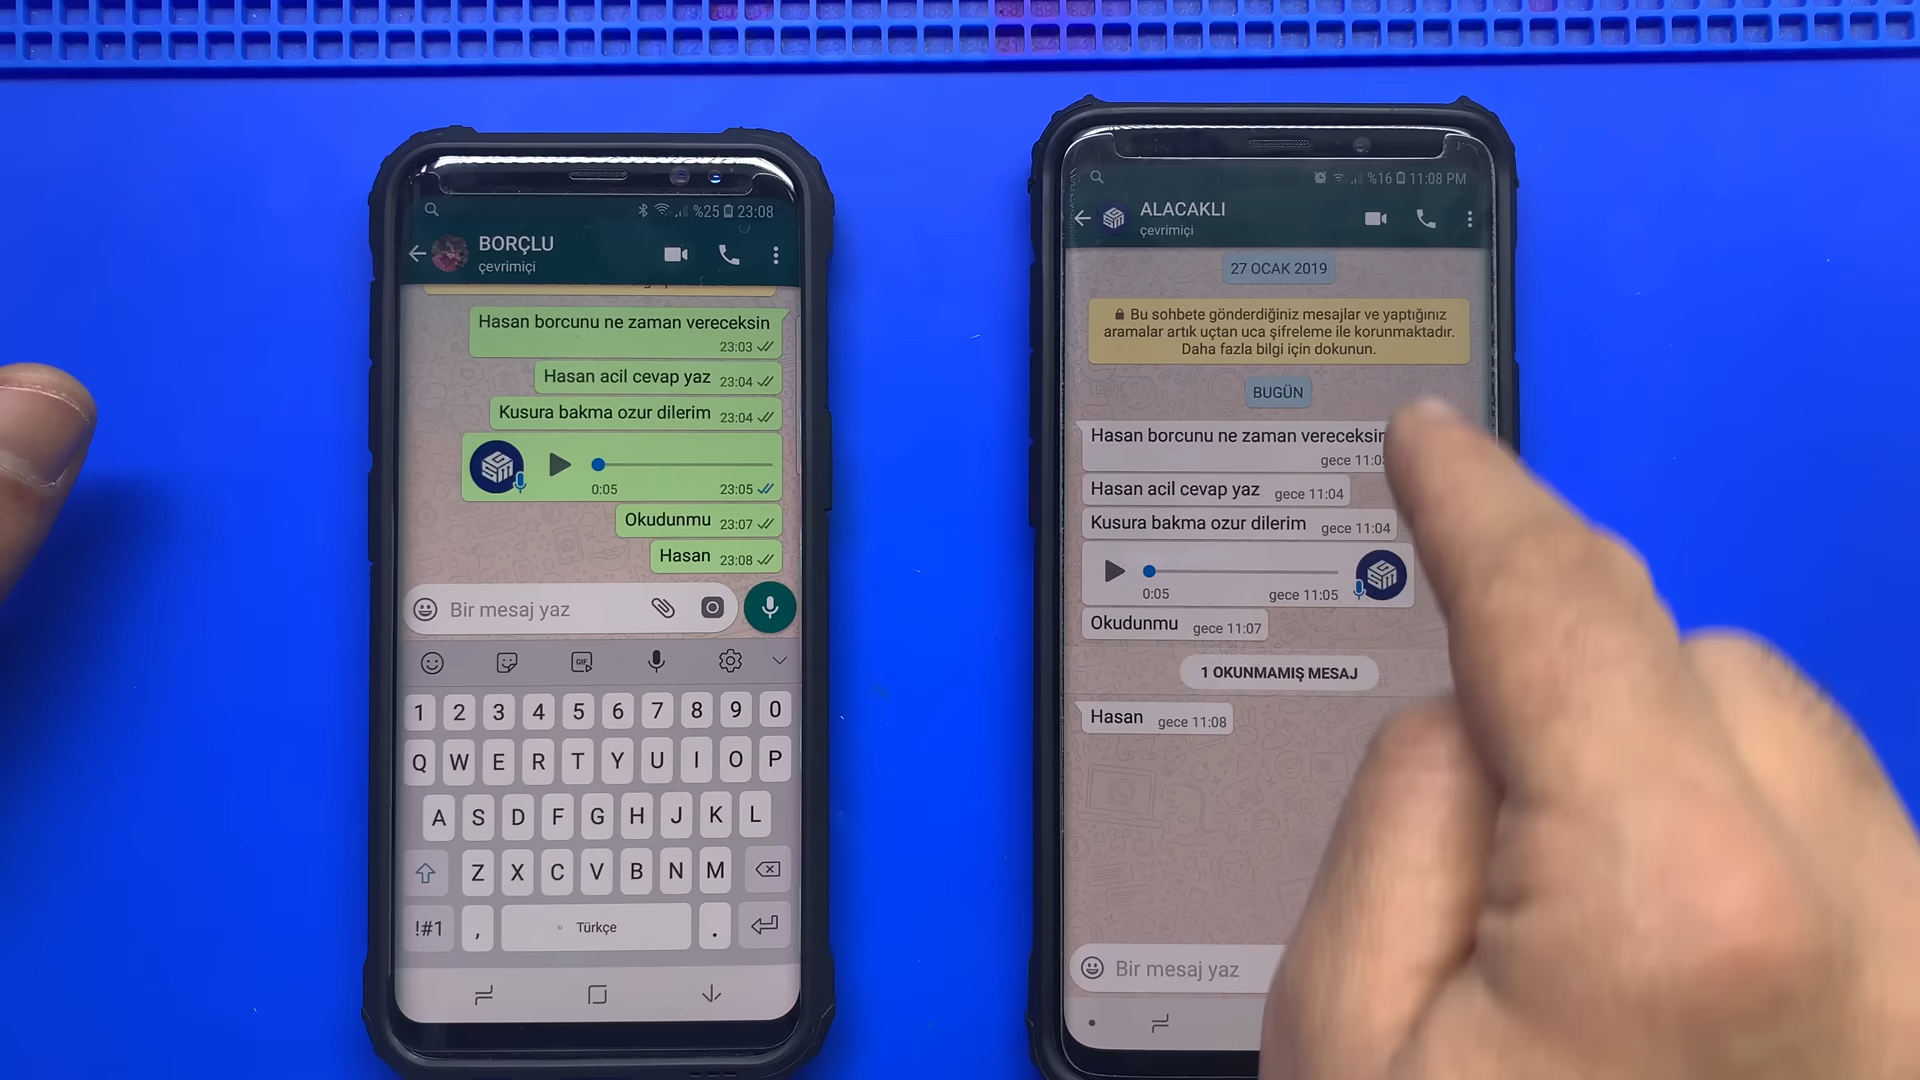 %25 23:08
BORÇLU
çevrimiçi
Hasan borcunu ne zaman vereceksin
23:03
Hasan acil cevap yaz 23:04
Kusura bakma ozur dilerim 23:04
0:05 23:05
Okudunmu 23:07
Hasan 23:08
Bir mesaj yaz
GIF
1 2 3 4 5 6 7 8 9 0
Q W E R T Y U I O P
A S D F G H J K L
Z X C V B N M
!#1 , Türkçe .
%16 11:08 PM
ALACAKLI
çevrimiçi
27 OCAK 2019
Bu sohbete gönderdiğiniz mesajlar ve yaptığınız
aramalar artık uçtan uca şifreleme ile korunmaktadır.
Daha fazla bilgi için dokunun.
BUGÜN
Hasan borcunu ne zaman vereceksin
gece 11:03
Hasan acil cevap yaz gece 11:04
Kusura bakma ozur dilerim gece 11:04
0:05 gece 11:05
Okudunmu gece 11:07
1 OKUNMAMIŞ MESAJ
Hasan gece 11:08
Bir mesaj yaz